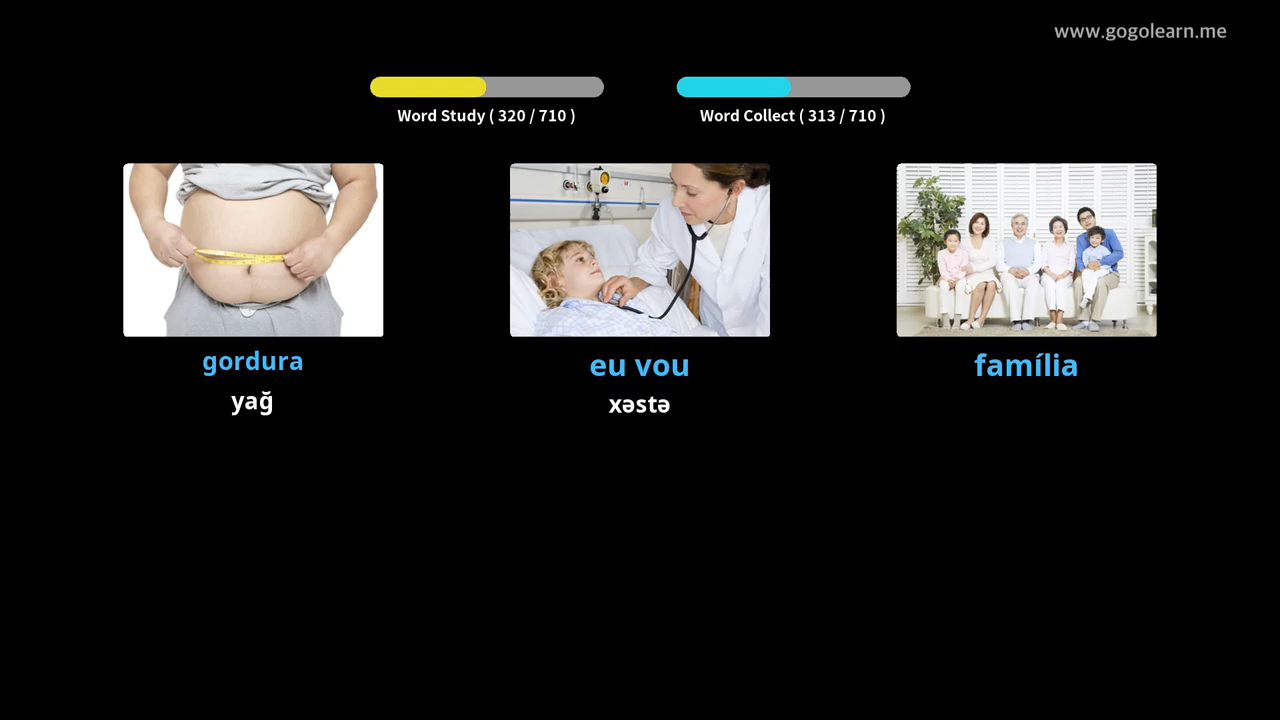 www.gogolearn.me
Word Study ( 320 / 710 )
Word Collect ( 313 / 710 )
gordura
yağ
eu vou
xəstə
família